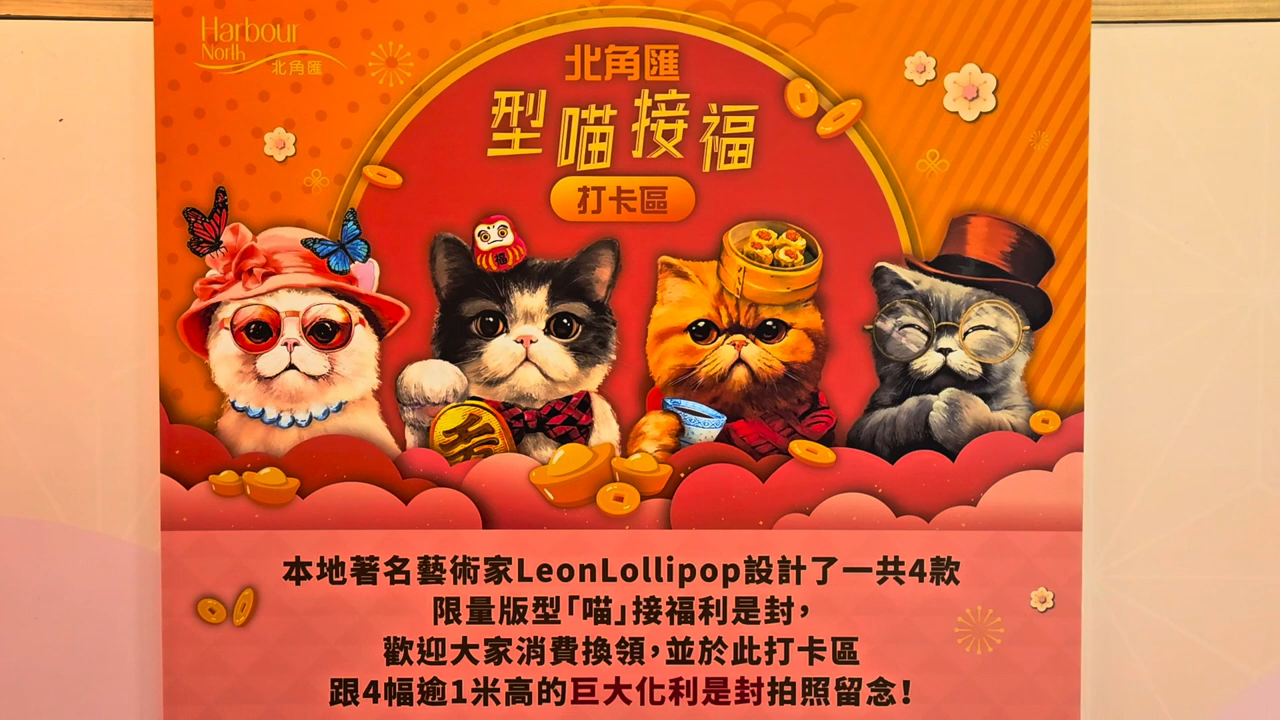 Harbour
North
北角匯
北角匯
型喵接福
打卡區
本地著名藝術家LeonLollipop設計了一共4款
限量版型「喵」接福利是封，
歡迎大家消費換領，並於此打卡區
跟4幅逾1米高的巨大化利是封拍照留念！